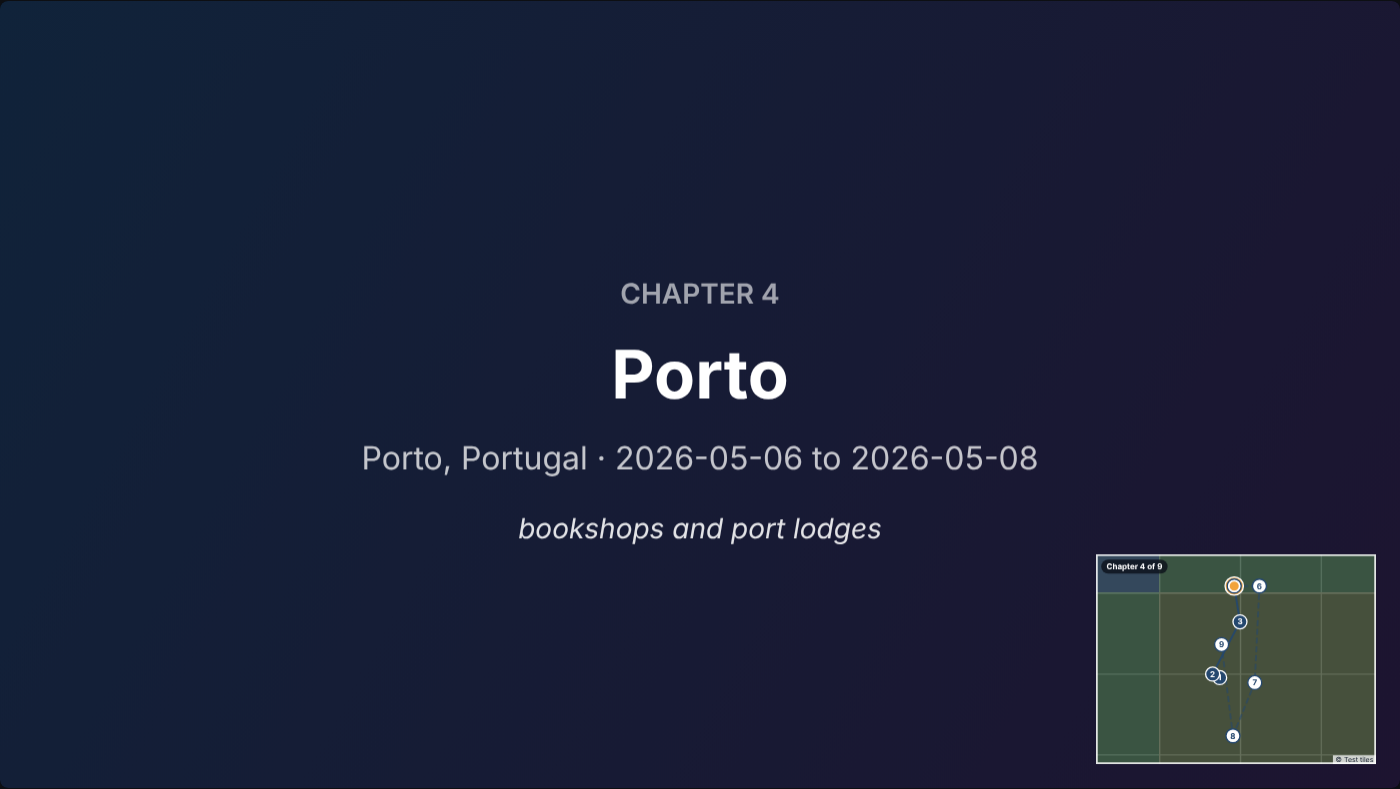 CHAPTER 4
Porto
Porto, Portugal · 2026-05-06 to 2026-05-08
bookshops and port lodges
Chapter 4 of 9
6
3
9
2
7
8
© Test tiles